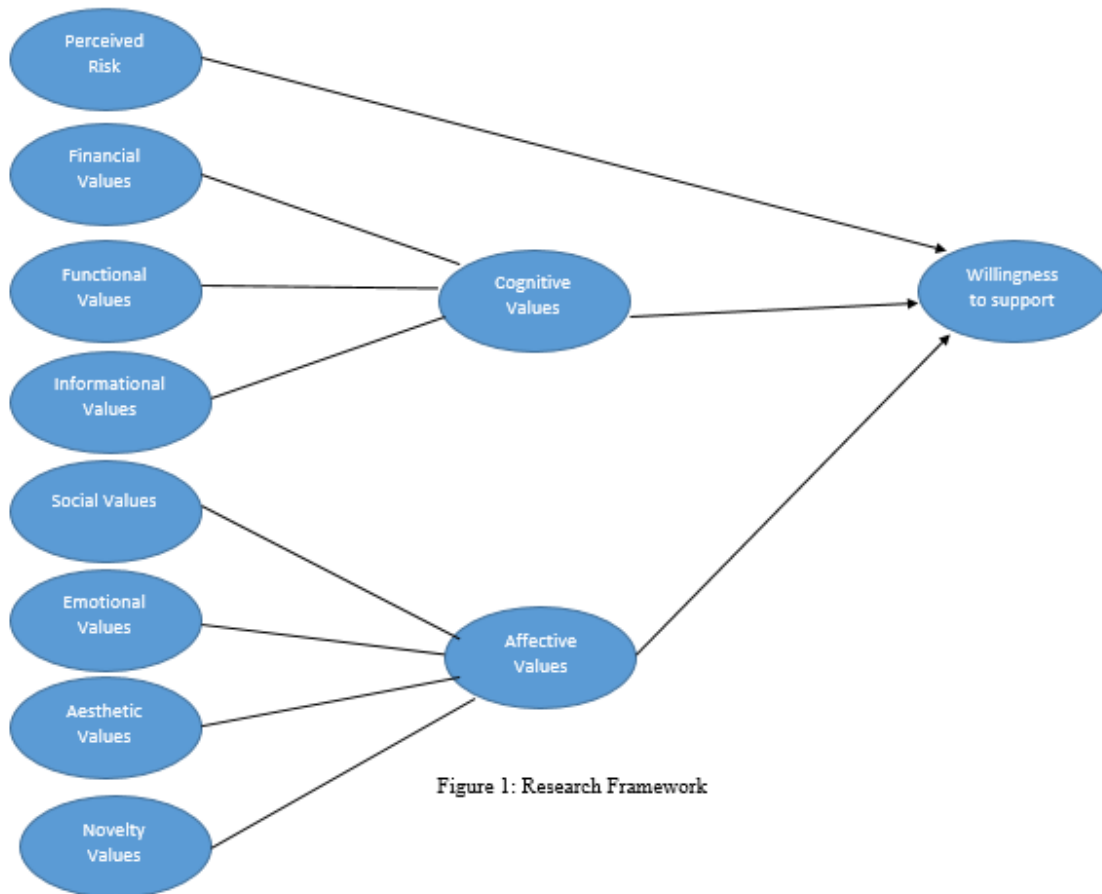 Perceived
Risk
Financial
Values
Functional
Values
Cognitive
Values
Willingness
to support
Informational
Values
Social Values
Emotional
Values
Affective
Values
Aesthetic
Values
Figure 1: Research Framework
Novelty
Values